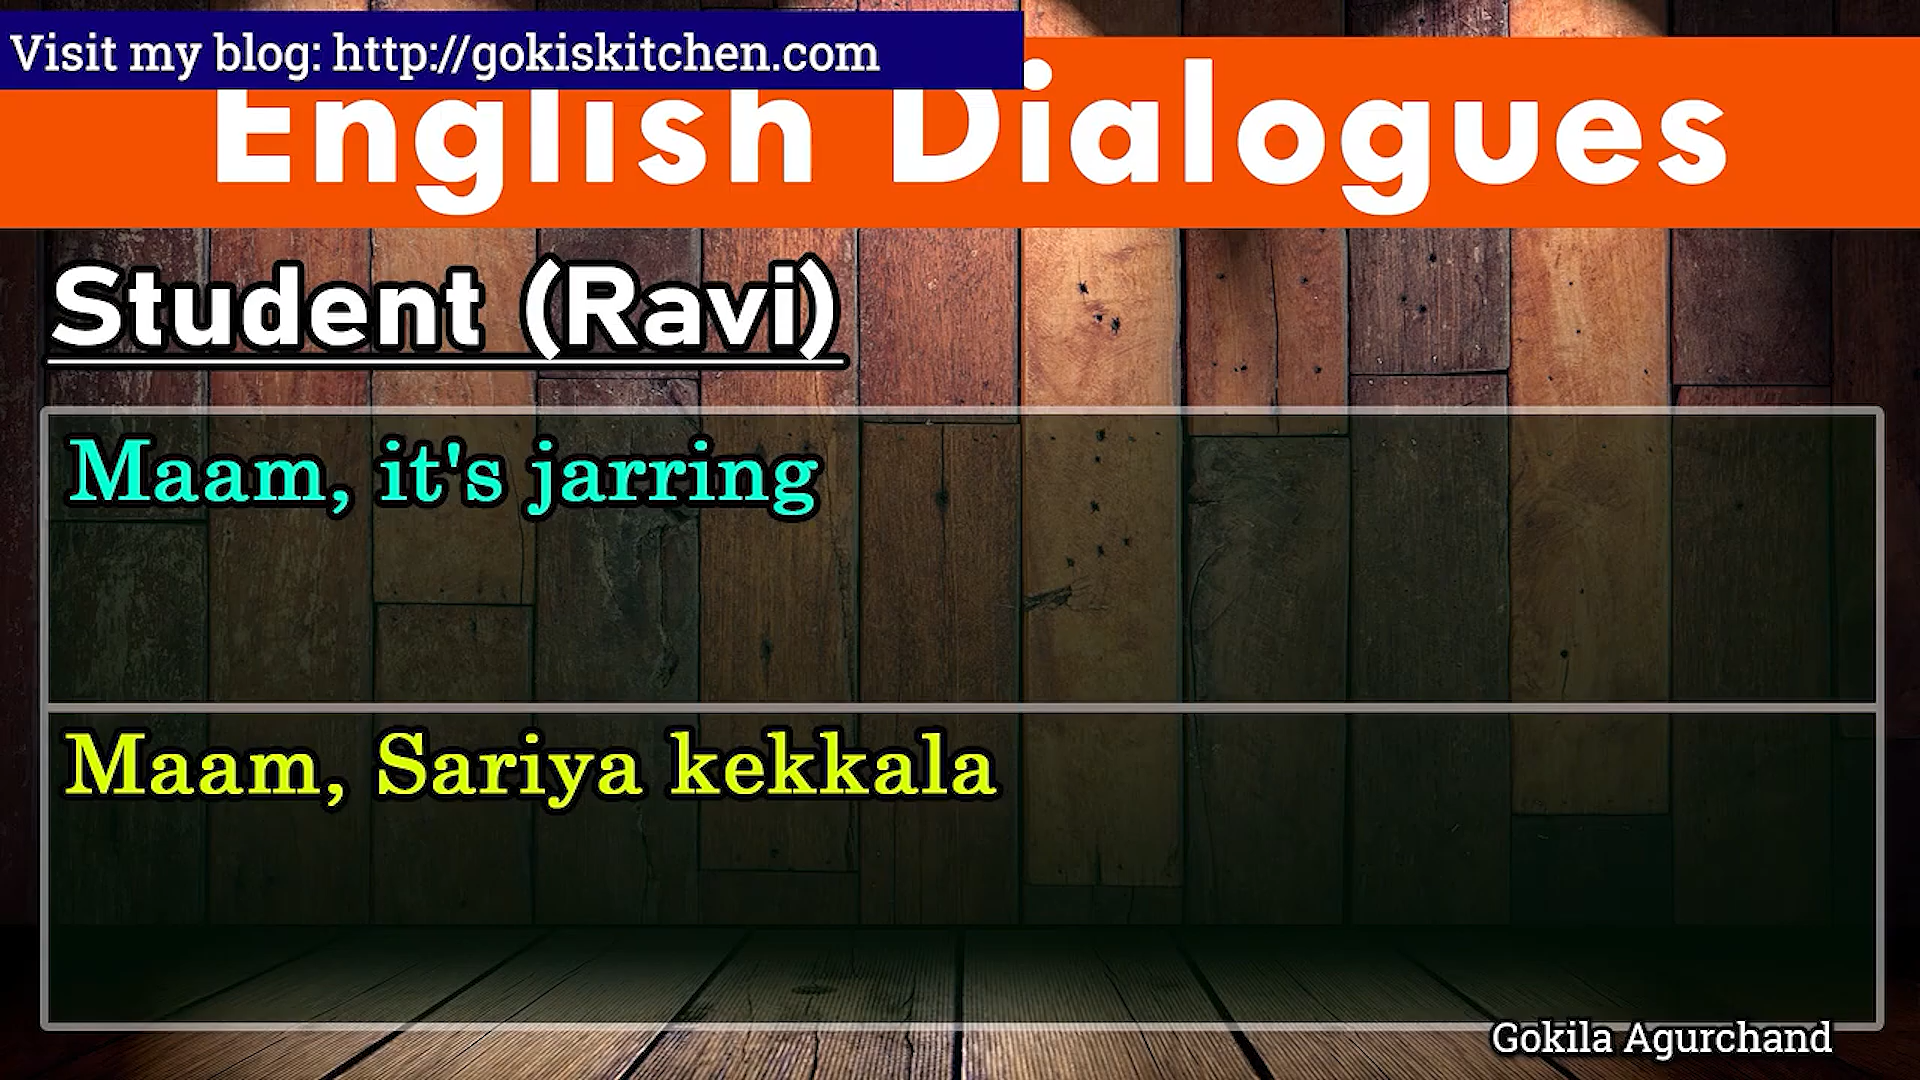 Visit my blog: http://gokiskitchen.com
English Dialogues
Student (Ravi)
Maam, it's jarring
Maam, Sariya kekkala
Gokila Agurchand